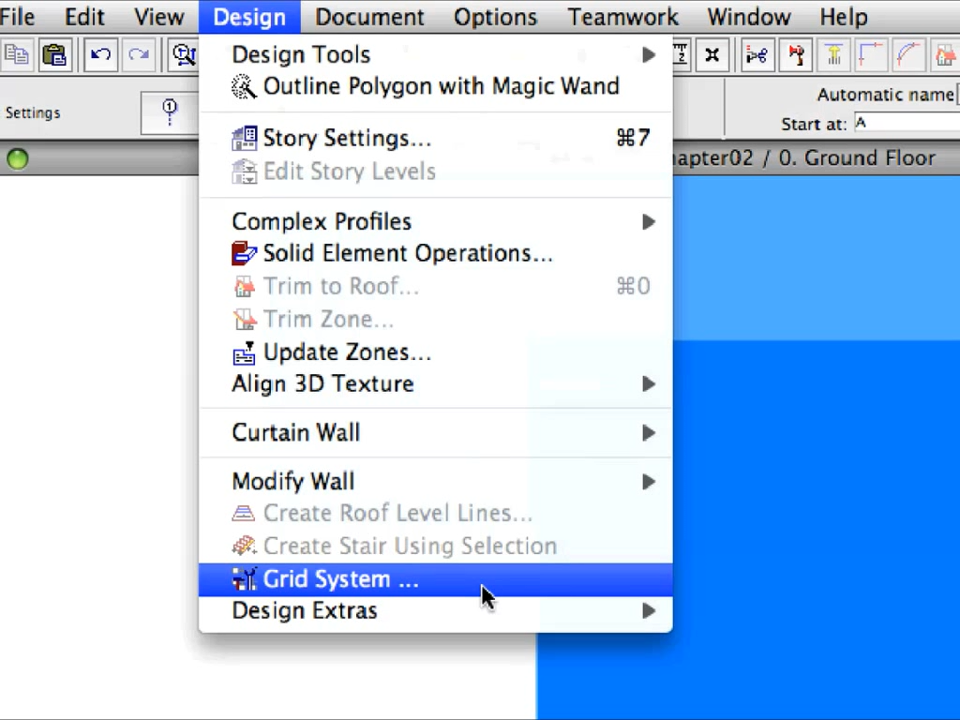 File Edit View Design Document Options Teamwork Window Help
Design Tools
Outline Polygon with Magic Wand
Settings
Automatic name
Start at: A
Story Settings... ⌘7
hapter02 / 0. Ground Floor
Edit Story Levels
Complex Profiles
Solid Element Operations...
Trim to Roof... ⌘0
Trim Zone...
Update Zones...
Align 3D Texture
Curtain Wall
Modify Wall
Create Roof Level Lines...
Create Stair Using Selection
Grid System ...
Design Extras